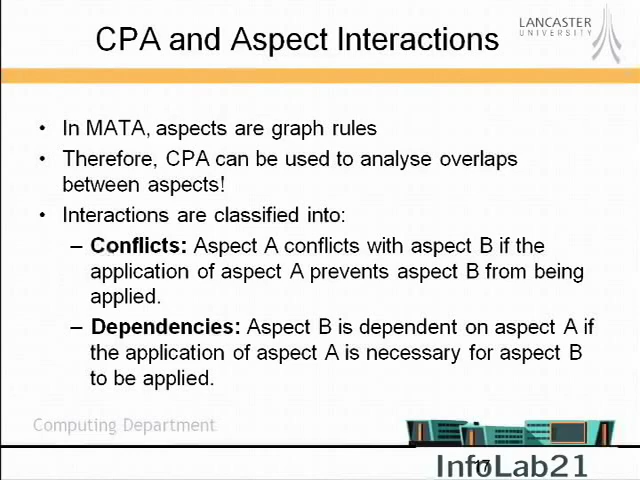 CPA and Aspect Interactions
LANCASTER
UNIVERSITY
• In MATA, aspects are graph rules
• Therefore, CPA can be used to analyse overlaps
between aspects!
• Interactions are classified into:
– Conflicts: Aspect A conflicts with aspect B if the
application of aspect A prevents aspect B from being
applied.
– Dependencies: Aspect B is dependent on aspect A if
the application of aspect A is necessary for aspect B
to be applied.
Computing Department
InfoLab21
17